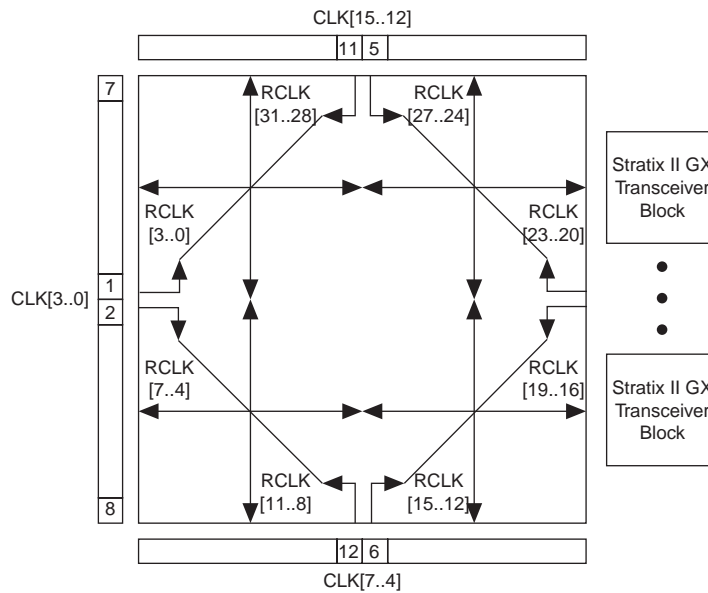 CLK[15..12]
11 5
7
RCLK
[31..28]
RCLK
[27..24]
Stratix II GX
Transceiver
Block
RCLK
[3..0]
RCLK
[23..20]
CLK[3..0]
1
2
RCLK
[7..4]
RCLK
[19..16]
Stratix II GX
Transceiver
Block
RCLK
[11..8]
RCLK
[15..12]
8
12 6
CLK[7..4]